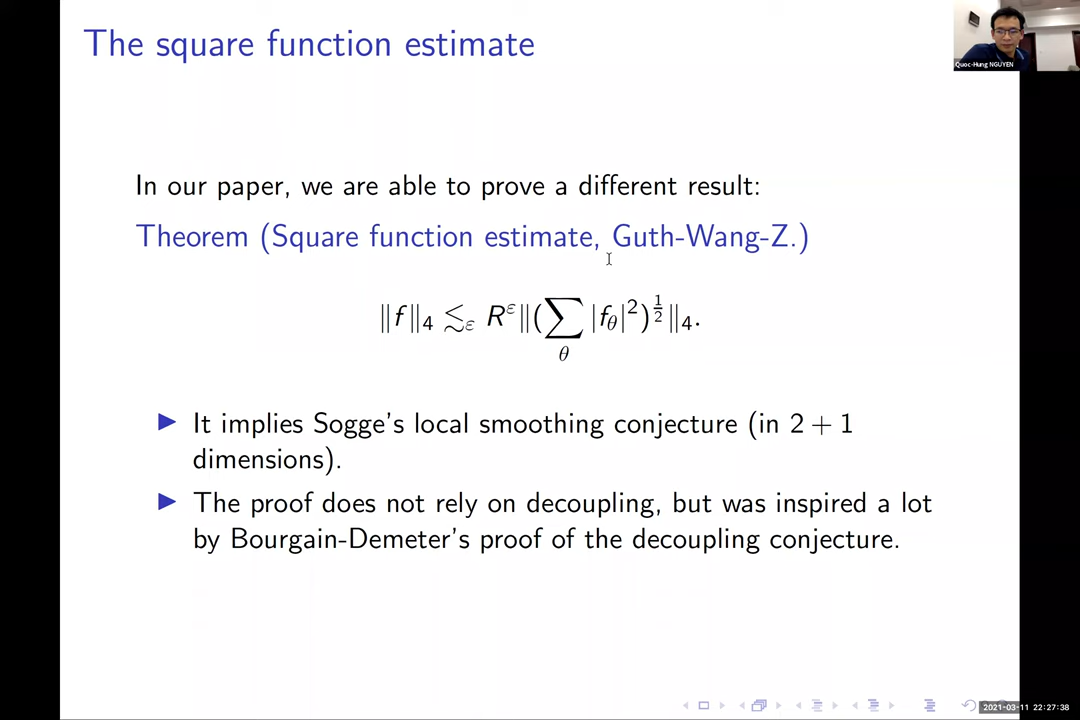 The square function estimate
Quoc-Hung NGUYEN
In our paper, we are able to prove a different result:
Theorem (Square function estimate, Guth-Wang-Z.)
‖f‖₄ ≲_ε R^ε‖(∑_θ |f_θ|²)^{1/2}‖₄.
▶ It implies Sogge's local smoothing conjecture (in 2 + 1
dimensions).
▶ The proof does not rely on decoupling, but was inspired a lot
by Bourgain-Demeter's proof of the decoupling conjecture.
2021-03-11 22:27:38